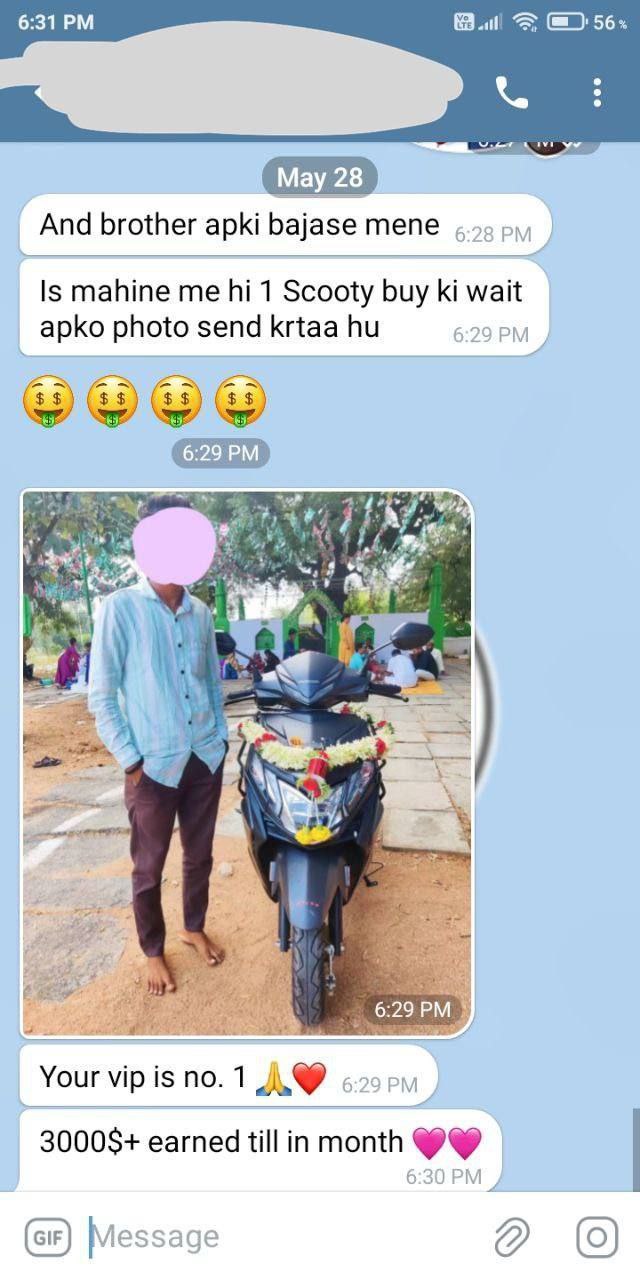 6:31 PM
Vo LTE
56%
May 28
And brother apki bajase mene 6:28 PM
Is mahine me hi 1 Scooty buy ki wait
apko photo send krtaa hu 6:29 PM
6:29 PM
6:29 PM
Your vip is no. 1 🙏❤️ 6:29 PM
3000$+ earned till in month 💗💗
6:30 PM
GIF Message